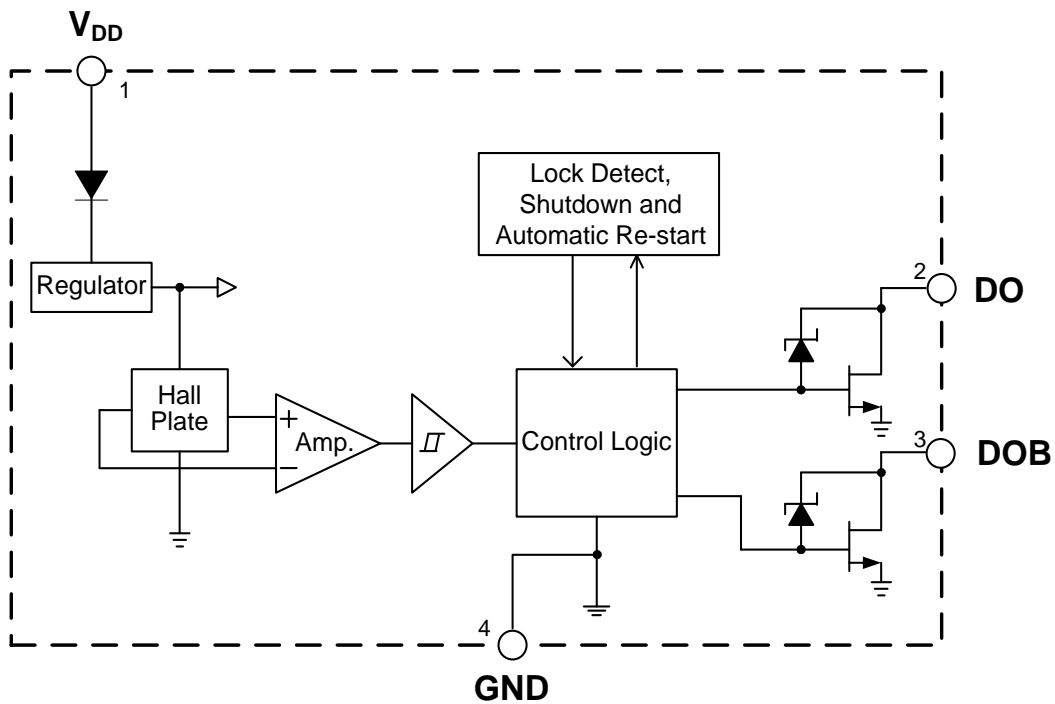 VDD
1
Lock Detect,
Shutdown and
Automatic Re-start
Regulator
2
DO
Hall
Plate
+
Amp.
−
Control Logic
3
DOB
4
GND